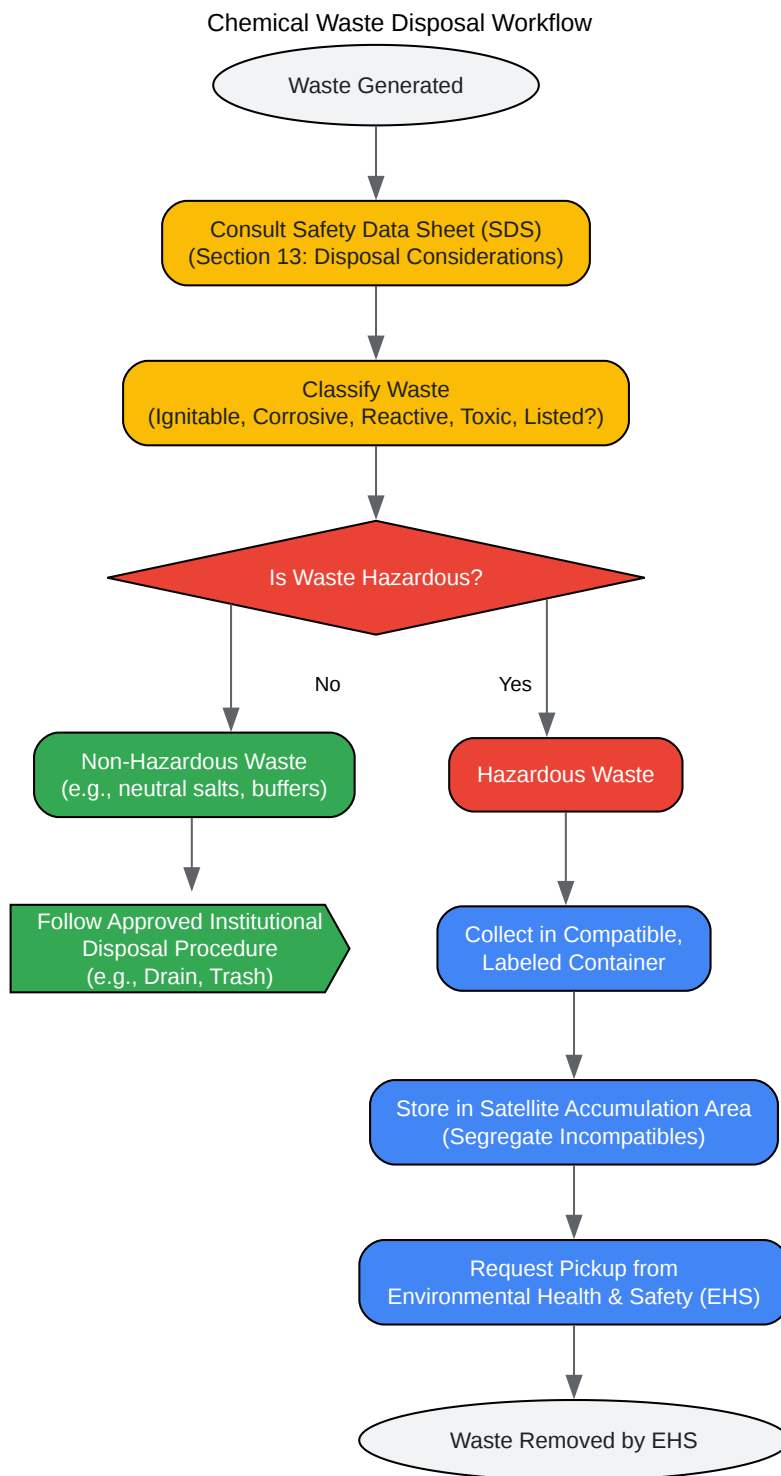 Chemical Waste Disposal Workflow
Waste Generated
Consult Safety Data Sheet (SDS)
(Section 13: Disposal Considerations)
Classify Waste
(Ignitable, Corrosive, Reactive, Toxic, Listed?)
Is Waste Hazardous?
No
Yes
Non-Hazardous Waste
(e.g., neutral salts, buffers)
Hazardous Waste
Follow Approved Institutional
Disposal Procedure
(e.g., Drain, Trash)
Collect in Compatible,
Labeled Container
Store in Satellite Accumulation Area
(Segregate Incompatibles)
Request Pickup from
Environmental Health & Safety (EHS)
Waste Removed by EHS